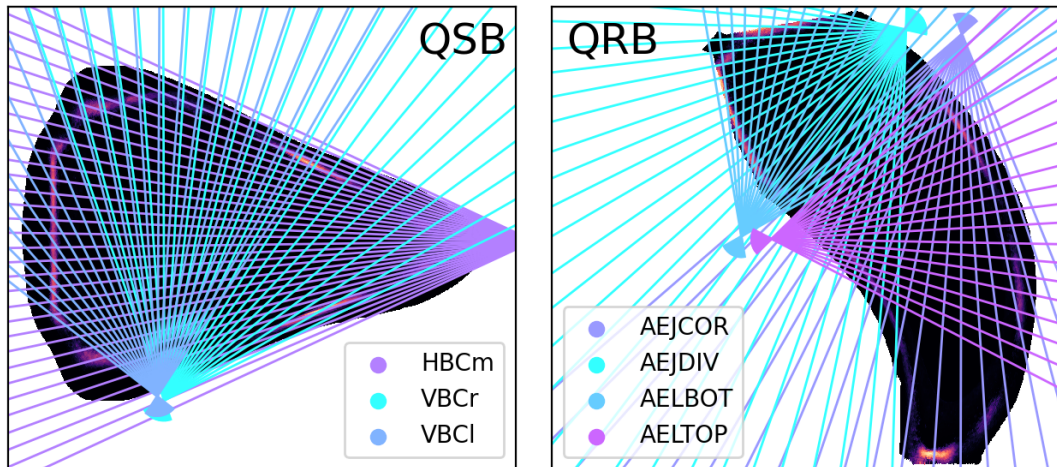 QSB
HBCm
VBCr
VBCl
QRB
AEJCOR
AEJDIV
AELBOT
AELTOP